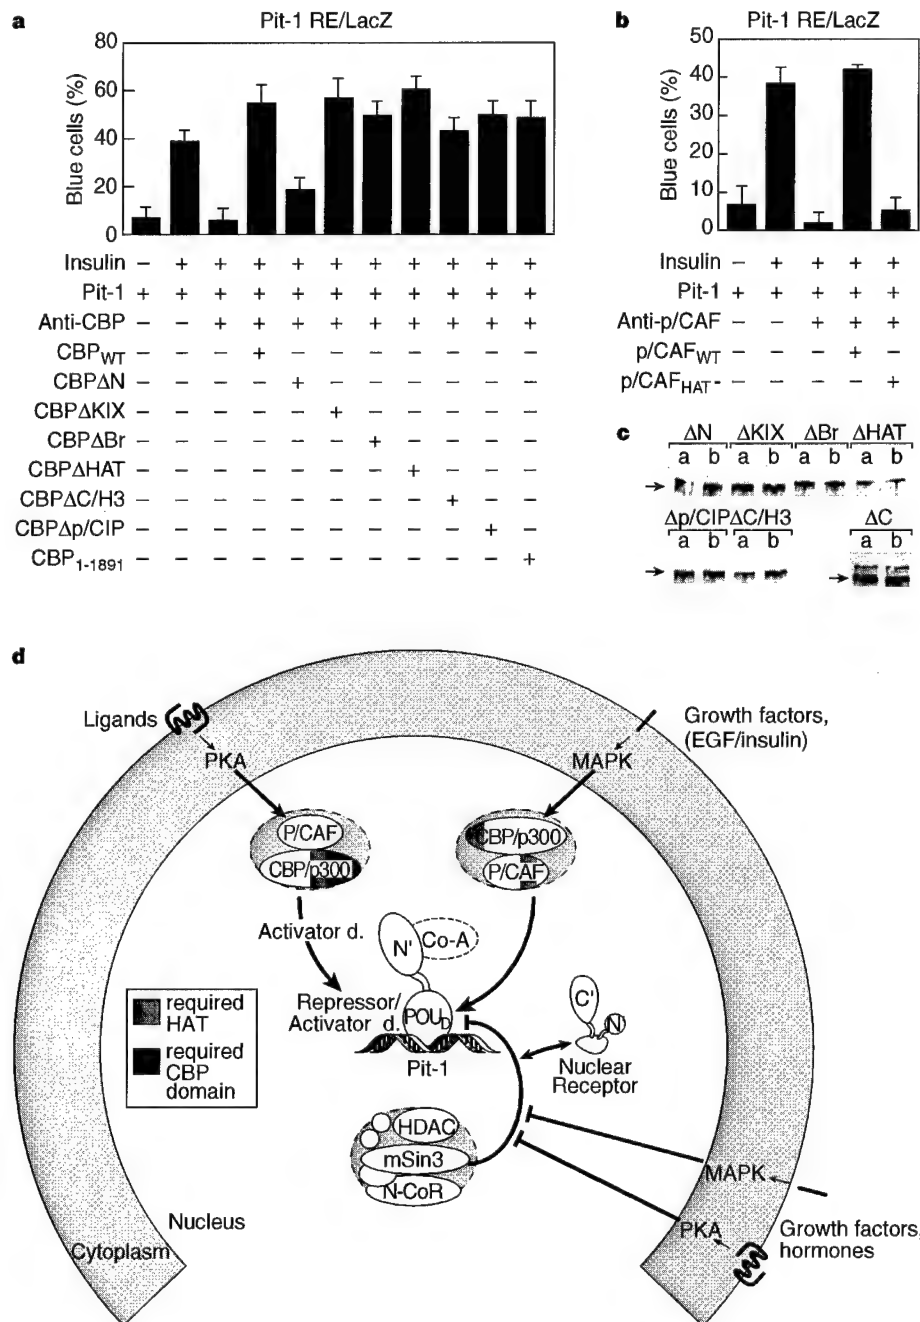 a
Pit-1 RE/LacZ
Blue cells (%)
80
60
40
20
0
Insulin – + + + + + + + + + +
Pit-1 + + + + + + + + + + +
Anti-CBP – – + + + + + + + + +
CBPWT – – – + – – – – – – –
CBPΔN – – – – + – – – – – –
CBPΔKIX – – – – – + – – – – –
CBPΔBr – – – – – – + – – – –
CBPΔHAT – – – – – – – + – – –
CBPΔC/H3 – – – – – – – – + – –
CBPΔp/CIP – – – – – – – – – + –
CBP1-1891 – – – – – – – – – – +
b
Pit-1 RE/LacZ
Blue cells (%)
50
40
30
20
10
0
Insulin – + + + +
Pit-1 + + + + +
Anti-p/CAF – – + + +
p/CAFWT – – – + –
p/CAFHAT- – – – – +
c
ΔN ΔKIX ΔBr ΔHAT
a b a b a b a b
Δp/CIP ΔC/H3 ΔC
a b a b a b
d
Ligands
PKA
Growth factors,
(EGF/insulin)
MAPK
P/CAF
CBP/p300
CBP/p300
P/CAF
Activator d.
N' Co-A
Repressor/
Activator d.
POUD
Pit-1
C'
N
Nuclear
Receptor
required
HAT
required
CBP
domain
HDAC
mSin3
N-CoR
MAPK
PKA
Growth factors,
hormones
Nucleus
Cytoplasm